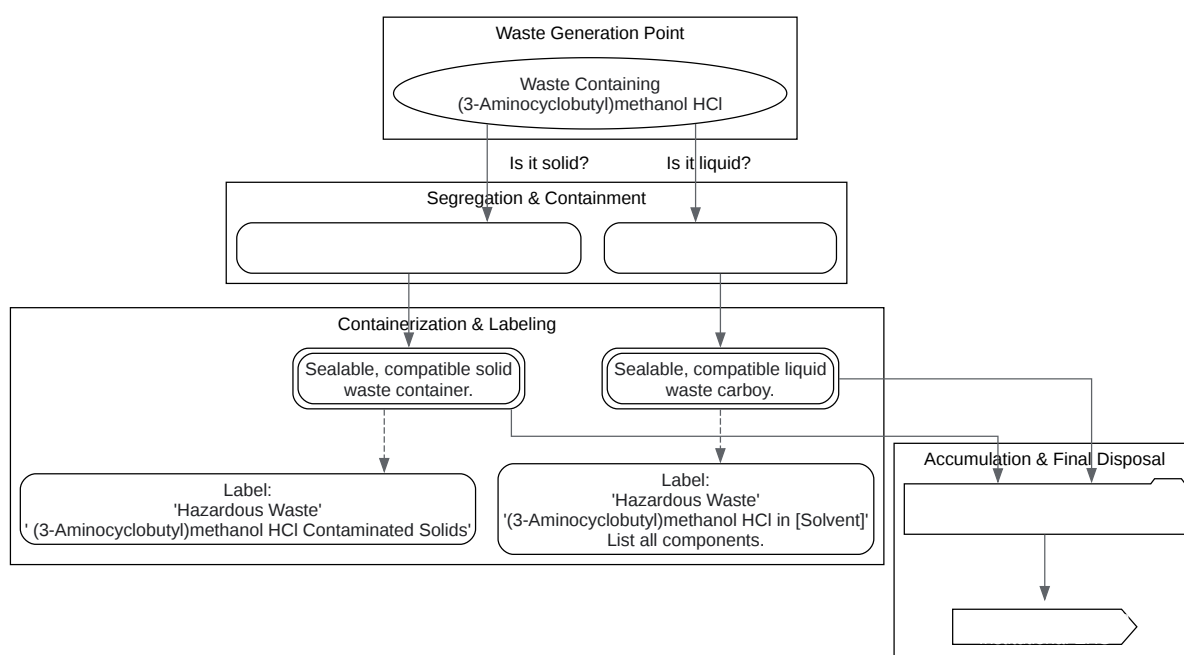 Waste Generation Point
Waste Containing
(3-Aminocyclobutyl)methanol HCl
Is it solid?
Is it liquid?
Segregation & Containment
Containerization & Labeling
Sealable, compatible solid
waste container.
Sealable, compatible liquid
waste carboy.
Label:
'Hazardous Waste'
' (3-Aminocyclobutyl)methanol HCl Contaminated Solids'
Label:
'Hazardous Waste'
'(3-Aminocyclobutyl)methanol HCl in [Solvent]'
List all components.
Accumulation & Final Disposal